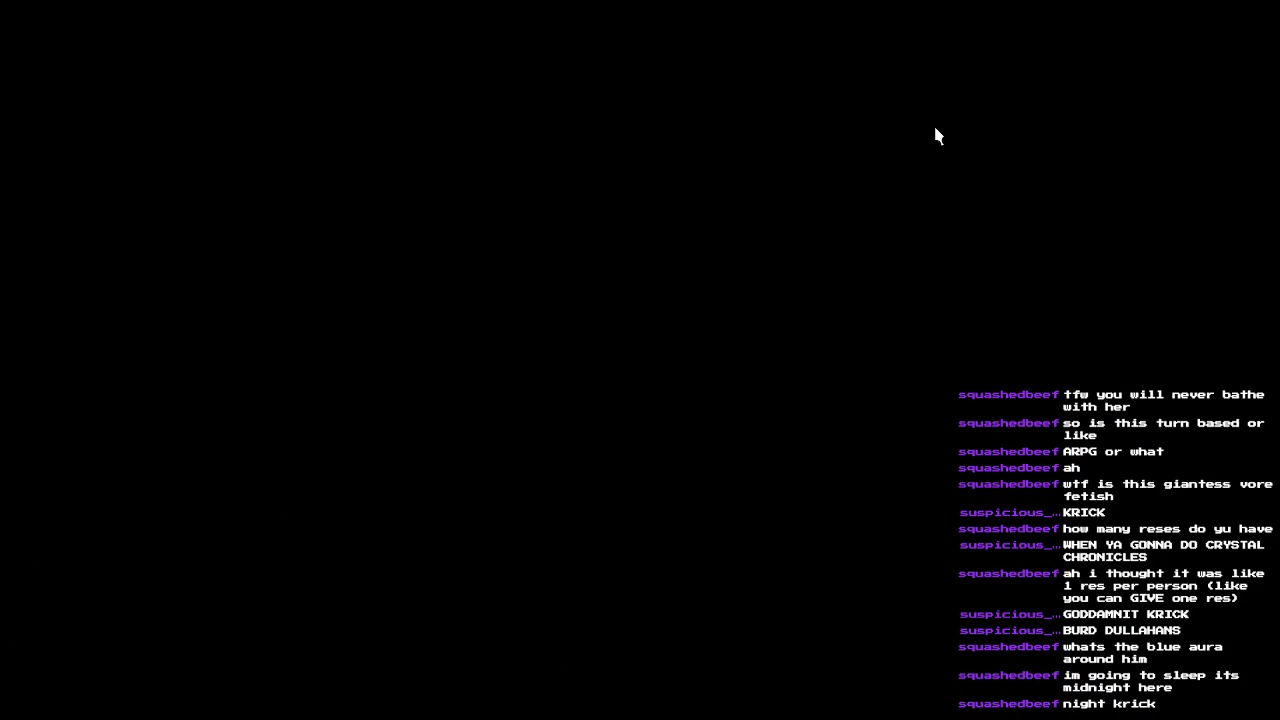 squashedbeef tfw you will never bathe
with her
squashedbeef so is this turn based or
like
squashedbeef ARPG or what
squashedbeef ah
squashedbeef wtf is this giantess vore
fetish
suspicious_… KRICK
squashedbeef how many reses do yu have
suspicious_… WHEN YA GONNA DO CRYSTAL
CHRONICLES
squashedbeef ah i thought it was like
1 res per person (like
you can GIVE one res)
suspicious_… GODDAMNIT KRICK
suspicious_… BURD DULLAHANS
squashedbeef whats the blue aura
around him
squashedbeef im going to sleep its
midnight here
squashedbeef night krick